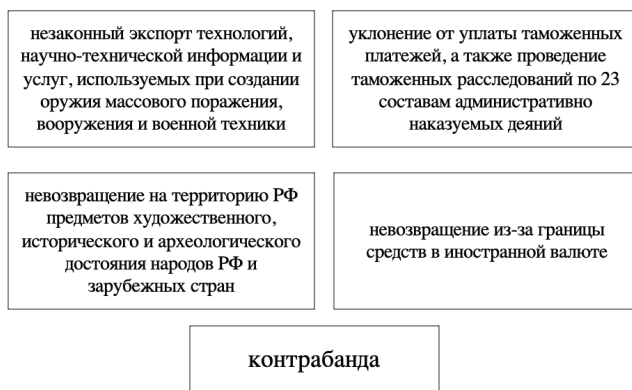 незаконный экспорт технологий,
научно-технической информации и
услуг, используемых при создании
оружия массового поражения,
вооружения и военной техники
уклонение от уплаты таможенных
платежей, а также проведение
таможенных расследований по 23
составам административно
наказуемых деяний
невозвращение на территорию РФ
предметов художественного,
исторического и археологического
достояния народов РФ и
зарубежных стран
невозвращение из-за границы
средств в иностранной валюте
контрабанда